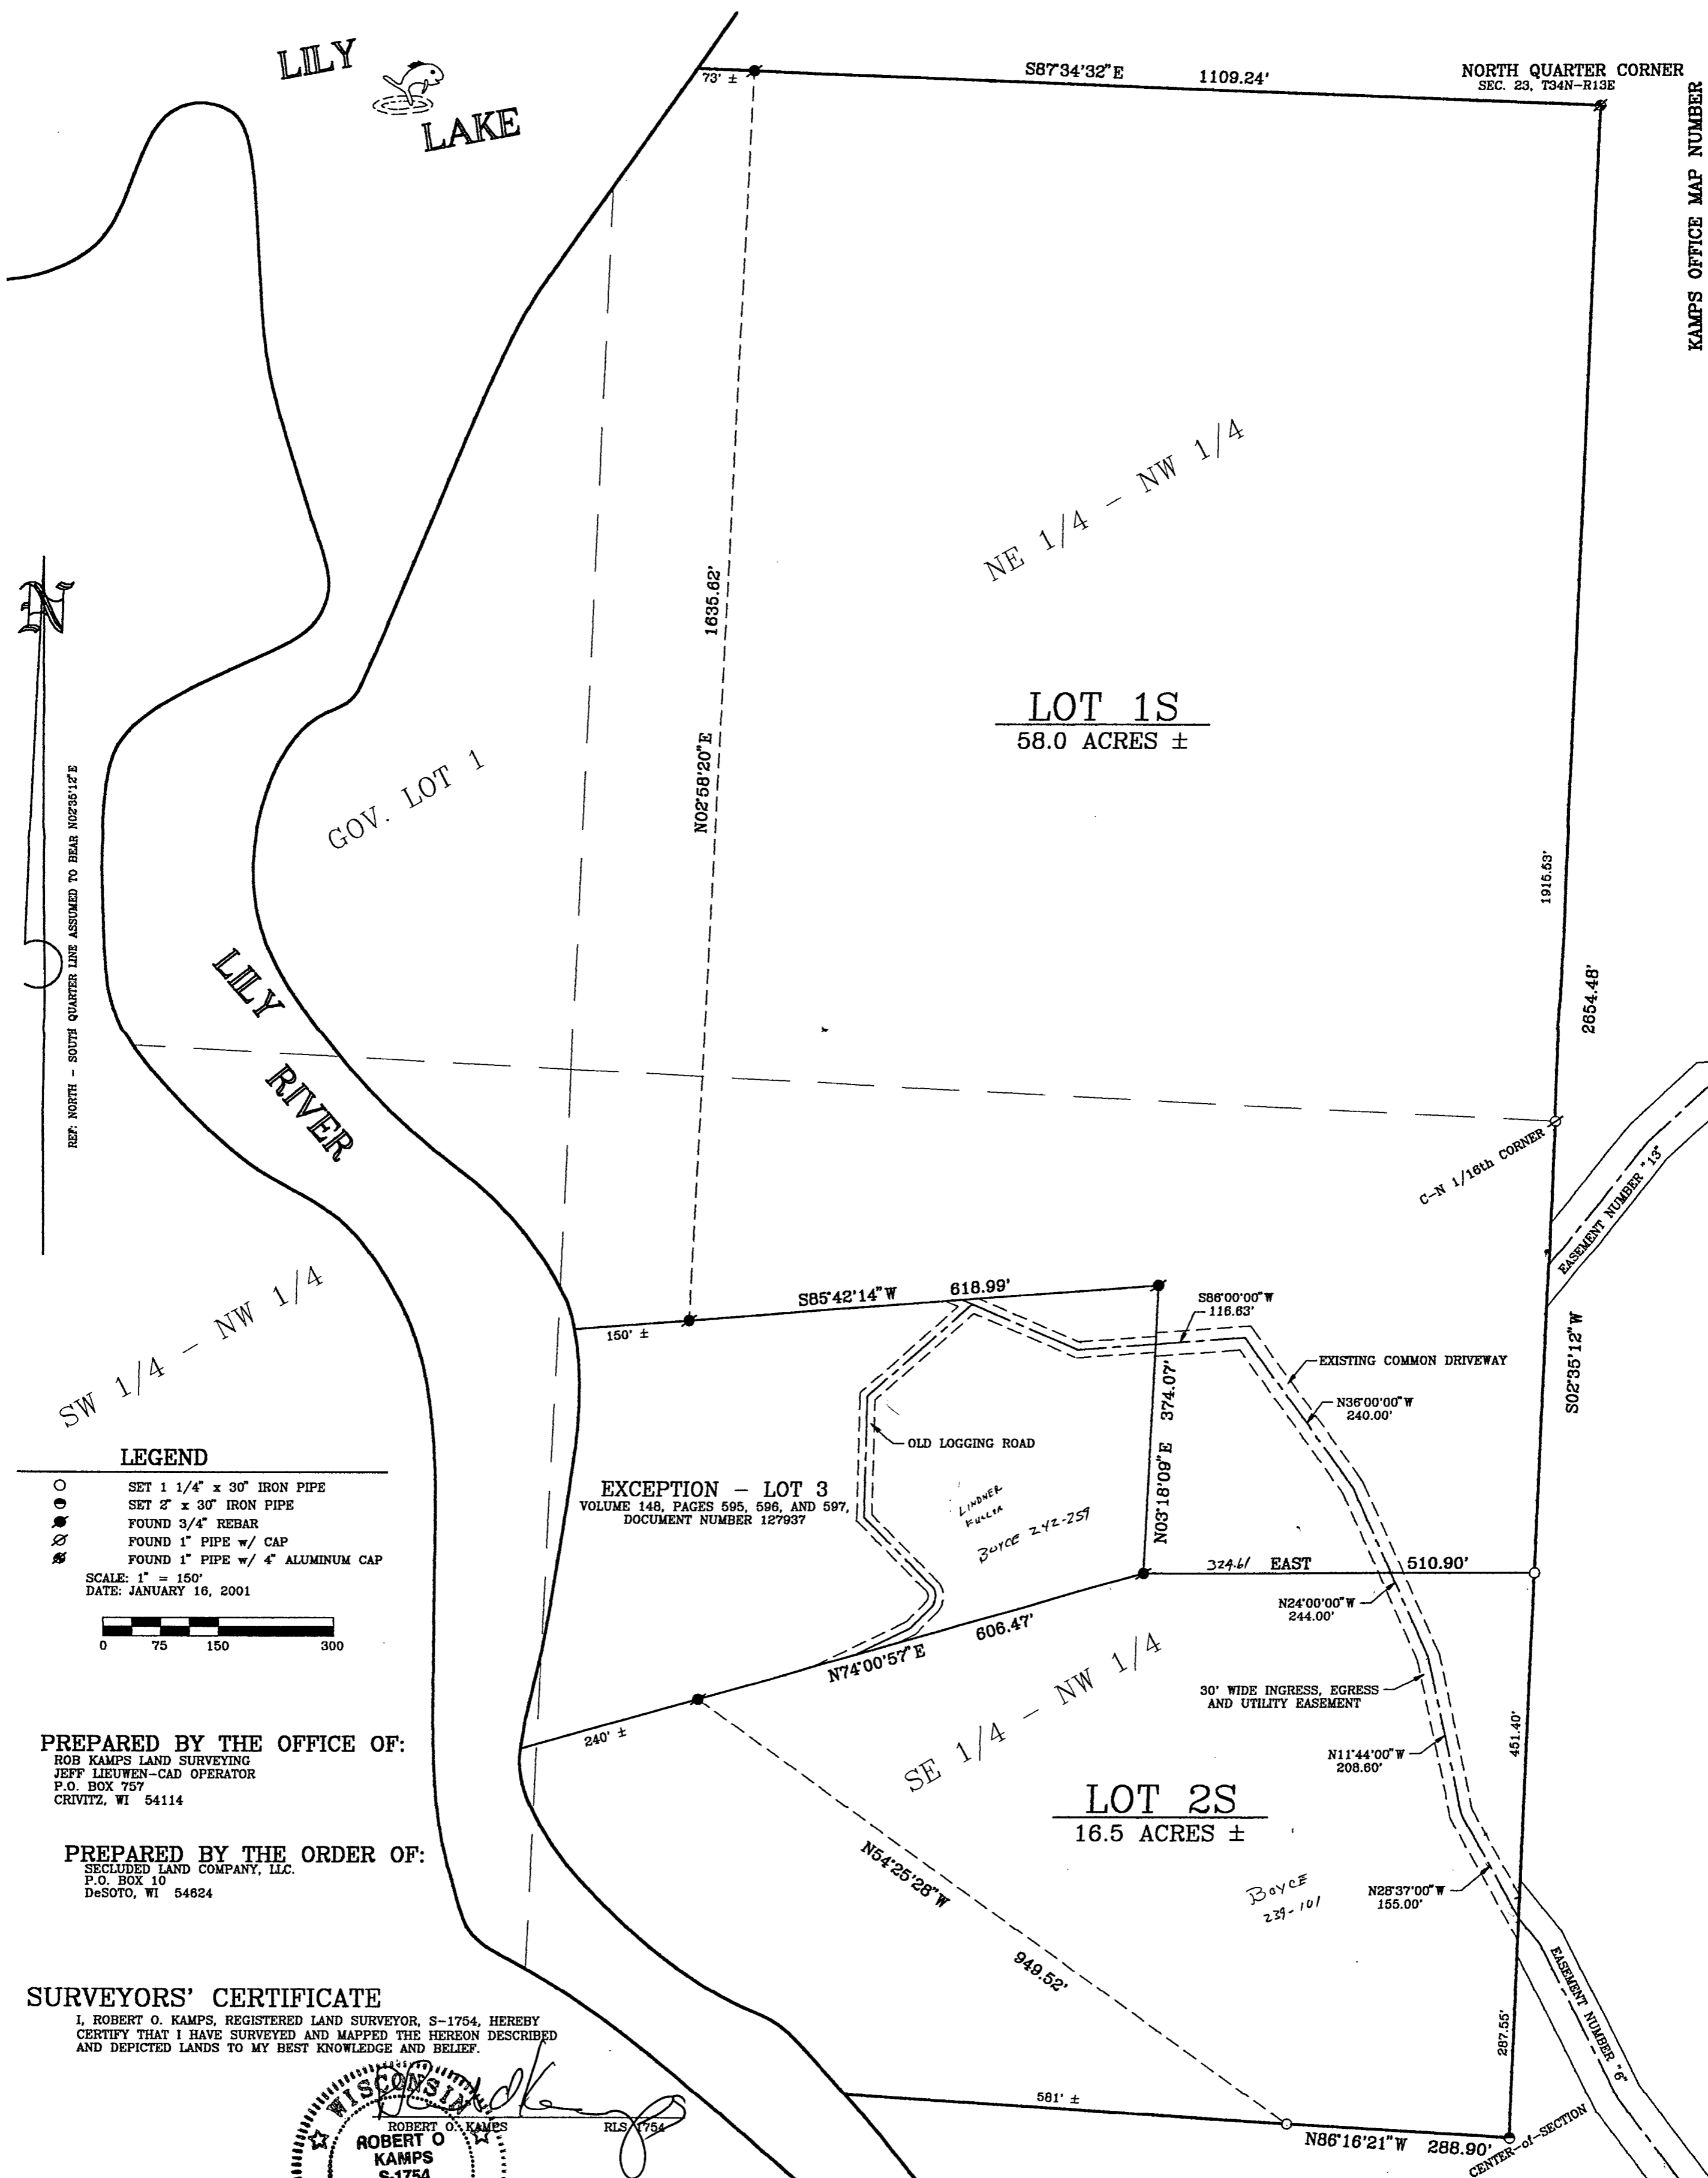 LILY
LAKE
73' ±
S87°34'32"E 1109.24'
NORTH QUARTER CORNER
SEC. 23, T34N-R13E
KAMPS OFFICE MAP NUMBER
NE 1/4 - NW 1/4
1635.62'
N02°58'20"E
LOT 1S
58.0 ACRES ±
N
REF: NORTH - SOUTH QUARTER LINE ASSUMED TO BEAR N02°35'12"E
GOV. LOT 1
1915.53'
2654.48'
LILY
RIVER
C-N 1/16th CORNER
EASEMENT NUMBER "13"
SW 1/4 - NW 1/4
150' ±
S85°42'14"W 618.99'
S86°00'00"W
116.63'
EXISTING COMMON DRIVEWAY
N36°00'00"W
240.00'
S02°35'12"W
N03°18'09"E 374.07'
OLD LOGGING ROAD
EXCEPTION - LOT 3
VOLUME 148, PAGES 595, 596, AND 597,
DOCUMENT NUMBER 127937
LINDNER
FULLER
BOYCE 242-259
324.61 EAST 510.90'
N24°00'00"W
244.00'
LEGEND
SET 1 1/4" x 30" IRON PIPE
SET 2" x 30" IRON PIPE
FOUND 3/4" REBAR
FOUND 1" PIPE w/ CAP
FOUND 1" PIPE w/ 4" ALUMINUM CAP
SCALE: 1" = 150'
DATE: JANUARY 16, 2001
0 75 150 300
N74°00'57"E 606.47'
240' ±
SE 1/4 - NW 1/4
30' WIDE INGRESS, EGRESS
AND UTILITY EASEMENT
N11°44'00"W
208.60'
451.40'
LOT 2S
16.5 ACRES ±
PREPARED BY THE OFFICE OF:
ROB KAMPS LAND SURVEYING
JEFF LIEUWEN-CAD OPERATOR
P.O. BOX 757
CRIVITZ, WI 54114
PREPARED BY THE ORDER OF:
SECLUDED LAND COMPANY, LLC.
P.O. BOX 10
DeSOTO, WI 54624
N54°25'28"W
949.52'
BOYCE
239-101
N28°37'00"W
155.00'
EASEMENT NUMBER "6"
287.55'
SURVEYORS' CERTIFICATE
I, ROBERT O. KAMPS, REGISTERED LAND SURVEYOR, S-1754, HEREBY
CERTIFY THAT I HAVE SURVEYED AND MAPPED THE HEREON DESCRIBED
AND DEPICTED LANDS TO MY BEST KNOWLEDGE AND BELIEF.
ROBERT O. KAMPS RLS 1754
WISCONSIN
ROBERT O
KAMPS
S-1754
581' ±
N86°16'21"W 288.90'
CENTER-of-SECTION